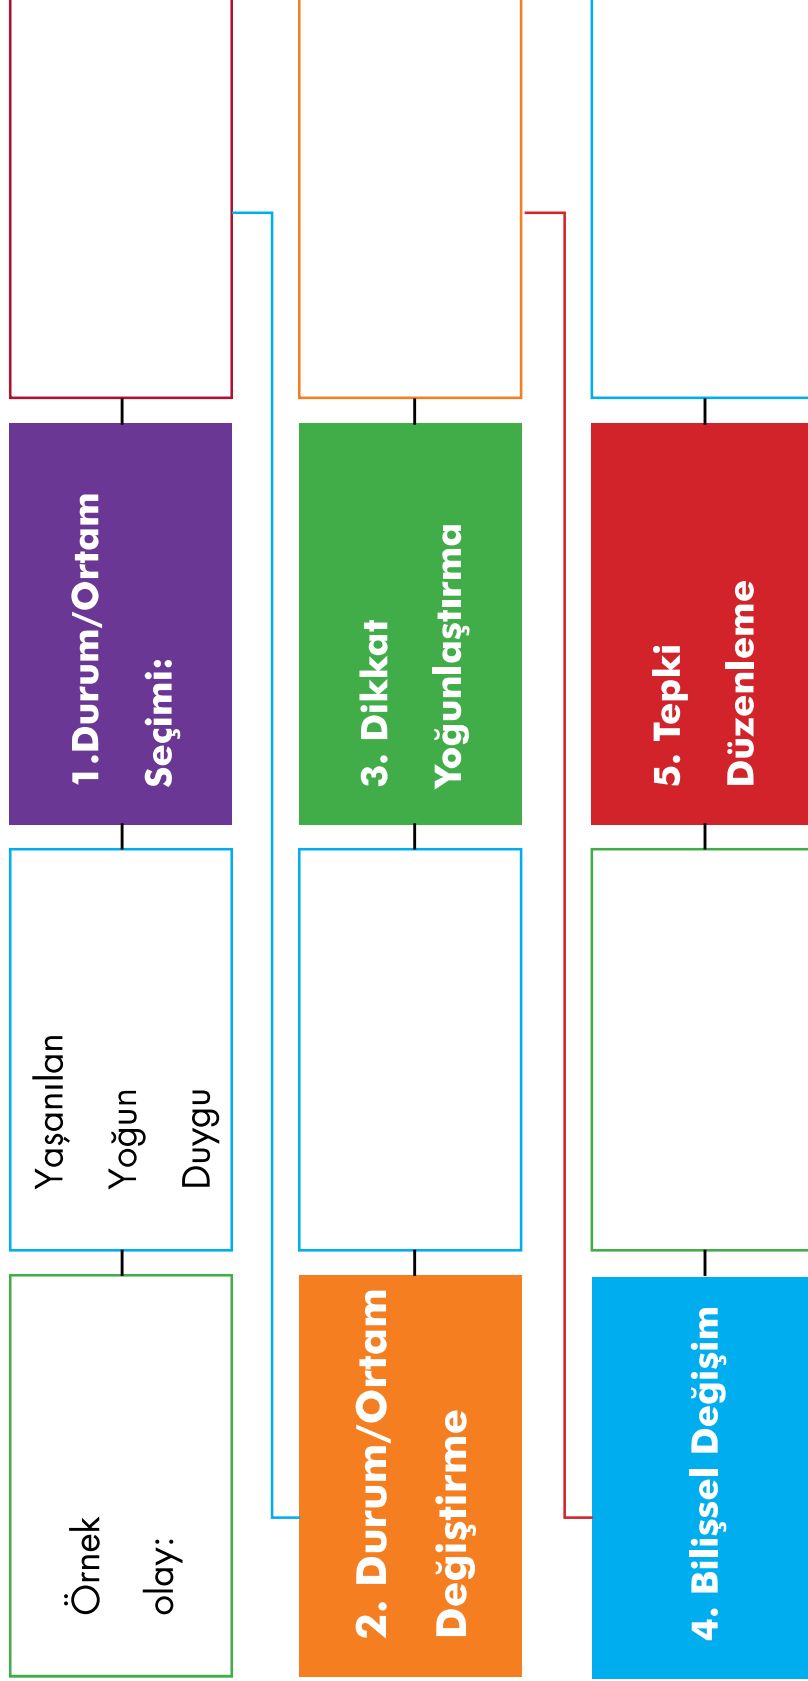 Örnek
olay:
Yaşanılan
Yoğun
Duygu
1.Durum/Ortam
Seçimi:
2. Durum/Ortam
Değiştirme
3. Dikkat
Yoğunlaştırma
4. Bilişsel Değişim
5. Tepki
Düzenleme